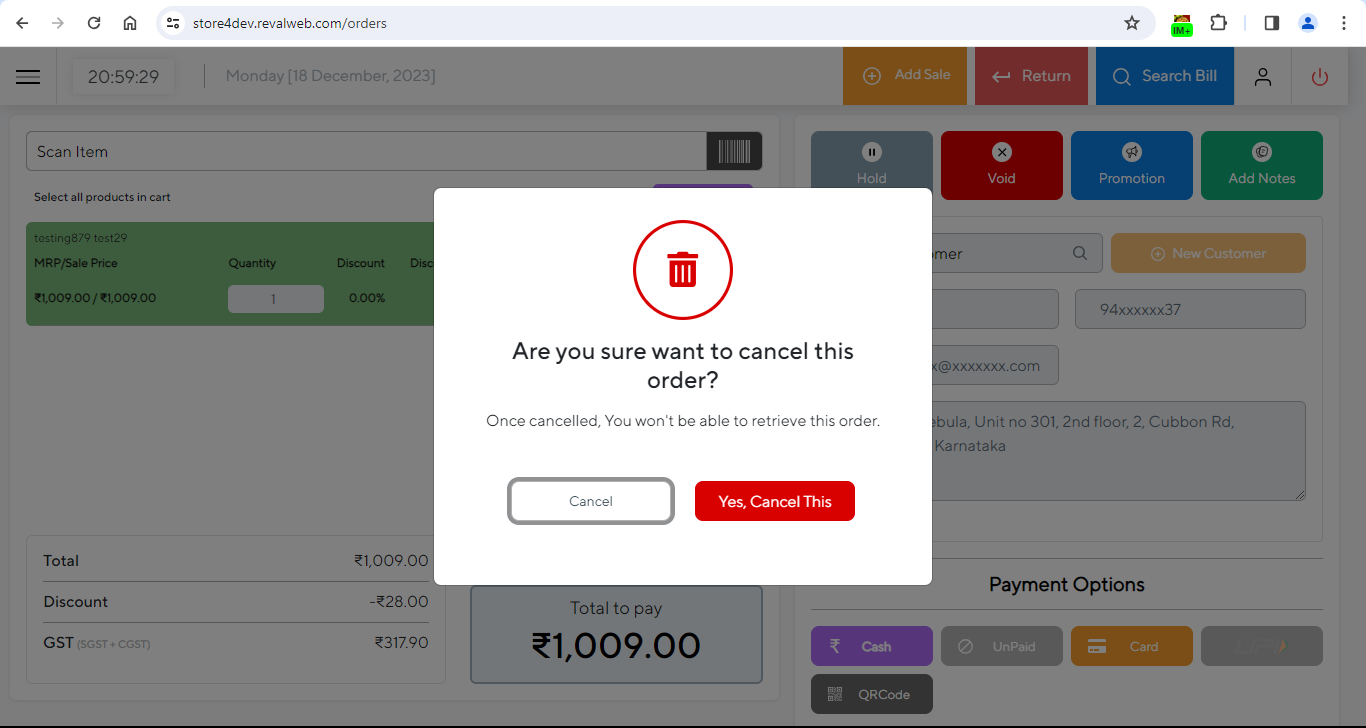 store4dev.revalweb.com/orders
IM+
20:59:29
Monday [18 December, 2023]
Add Sale
Return
Search Bill
Scan Item
Hold
Void
Promotion
Add Notes
Select all products in cart
testing879 test29
MRP/Sale Price
Quantity
Discount
Disc
₹1,009.00 / ₹1,009.00
1
0.00%
omer
New Customer
94xxxxxx37
x@xxxxxxx.com
ebula, Unit no 301, 2nd floor, 2, Cubbon Rd,
Karnataka
Are you sure want to cancel this
order?
Once cancelled, You won't be able to retrieve this order.
Cancel
Yes, Cancel This
Total
₹1,009.00
Discount
-₹28.00
GST (SGST + CGST)
₹317.90
Total to pay
₹1,009.00
Payment Options
Cash
UnPaid
Card
UPI
QRCode